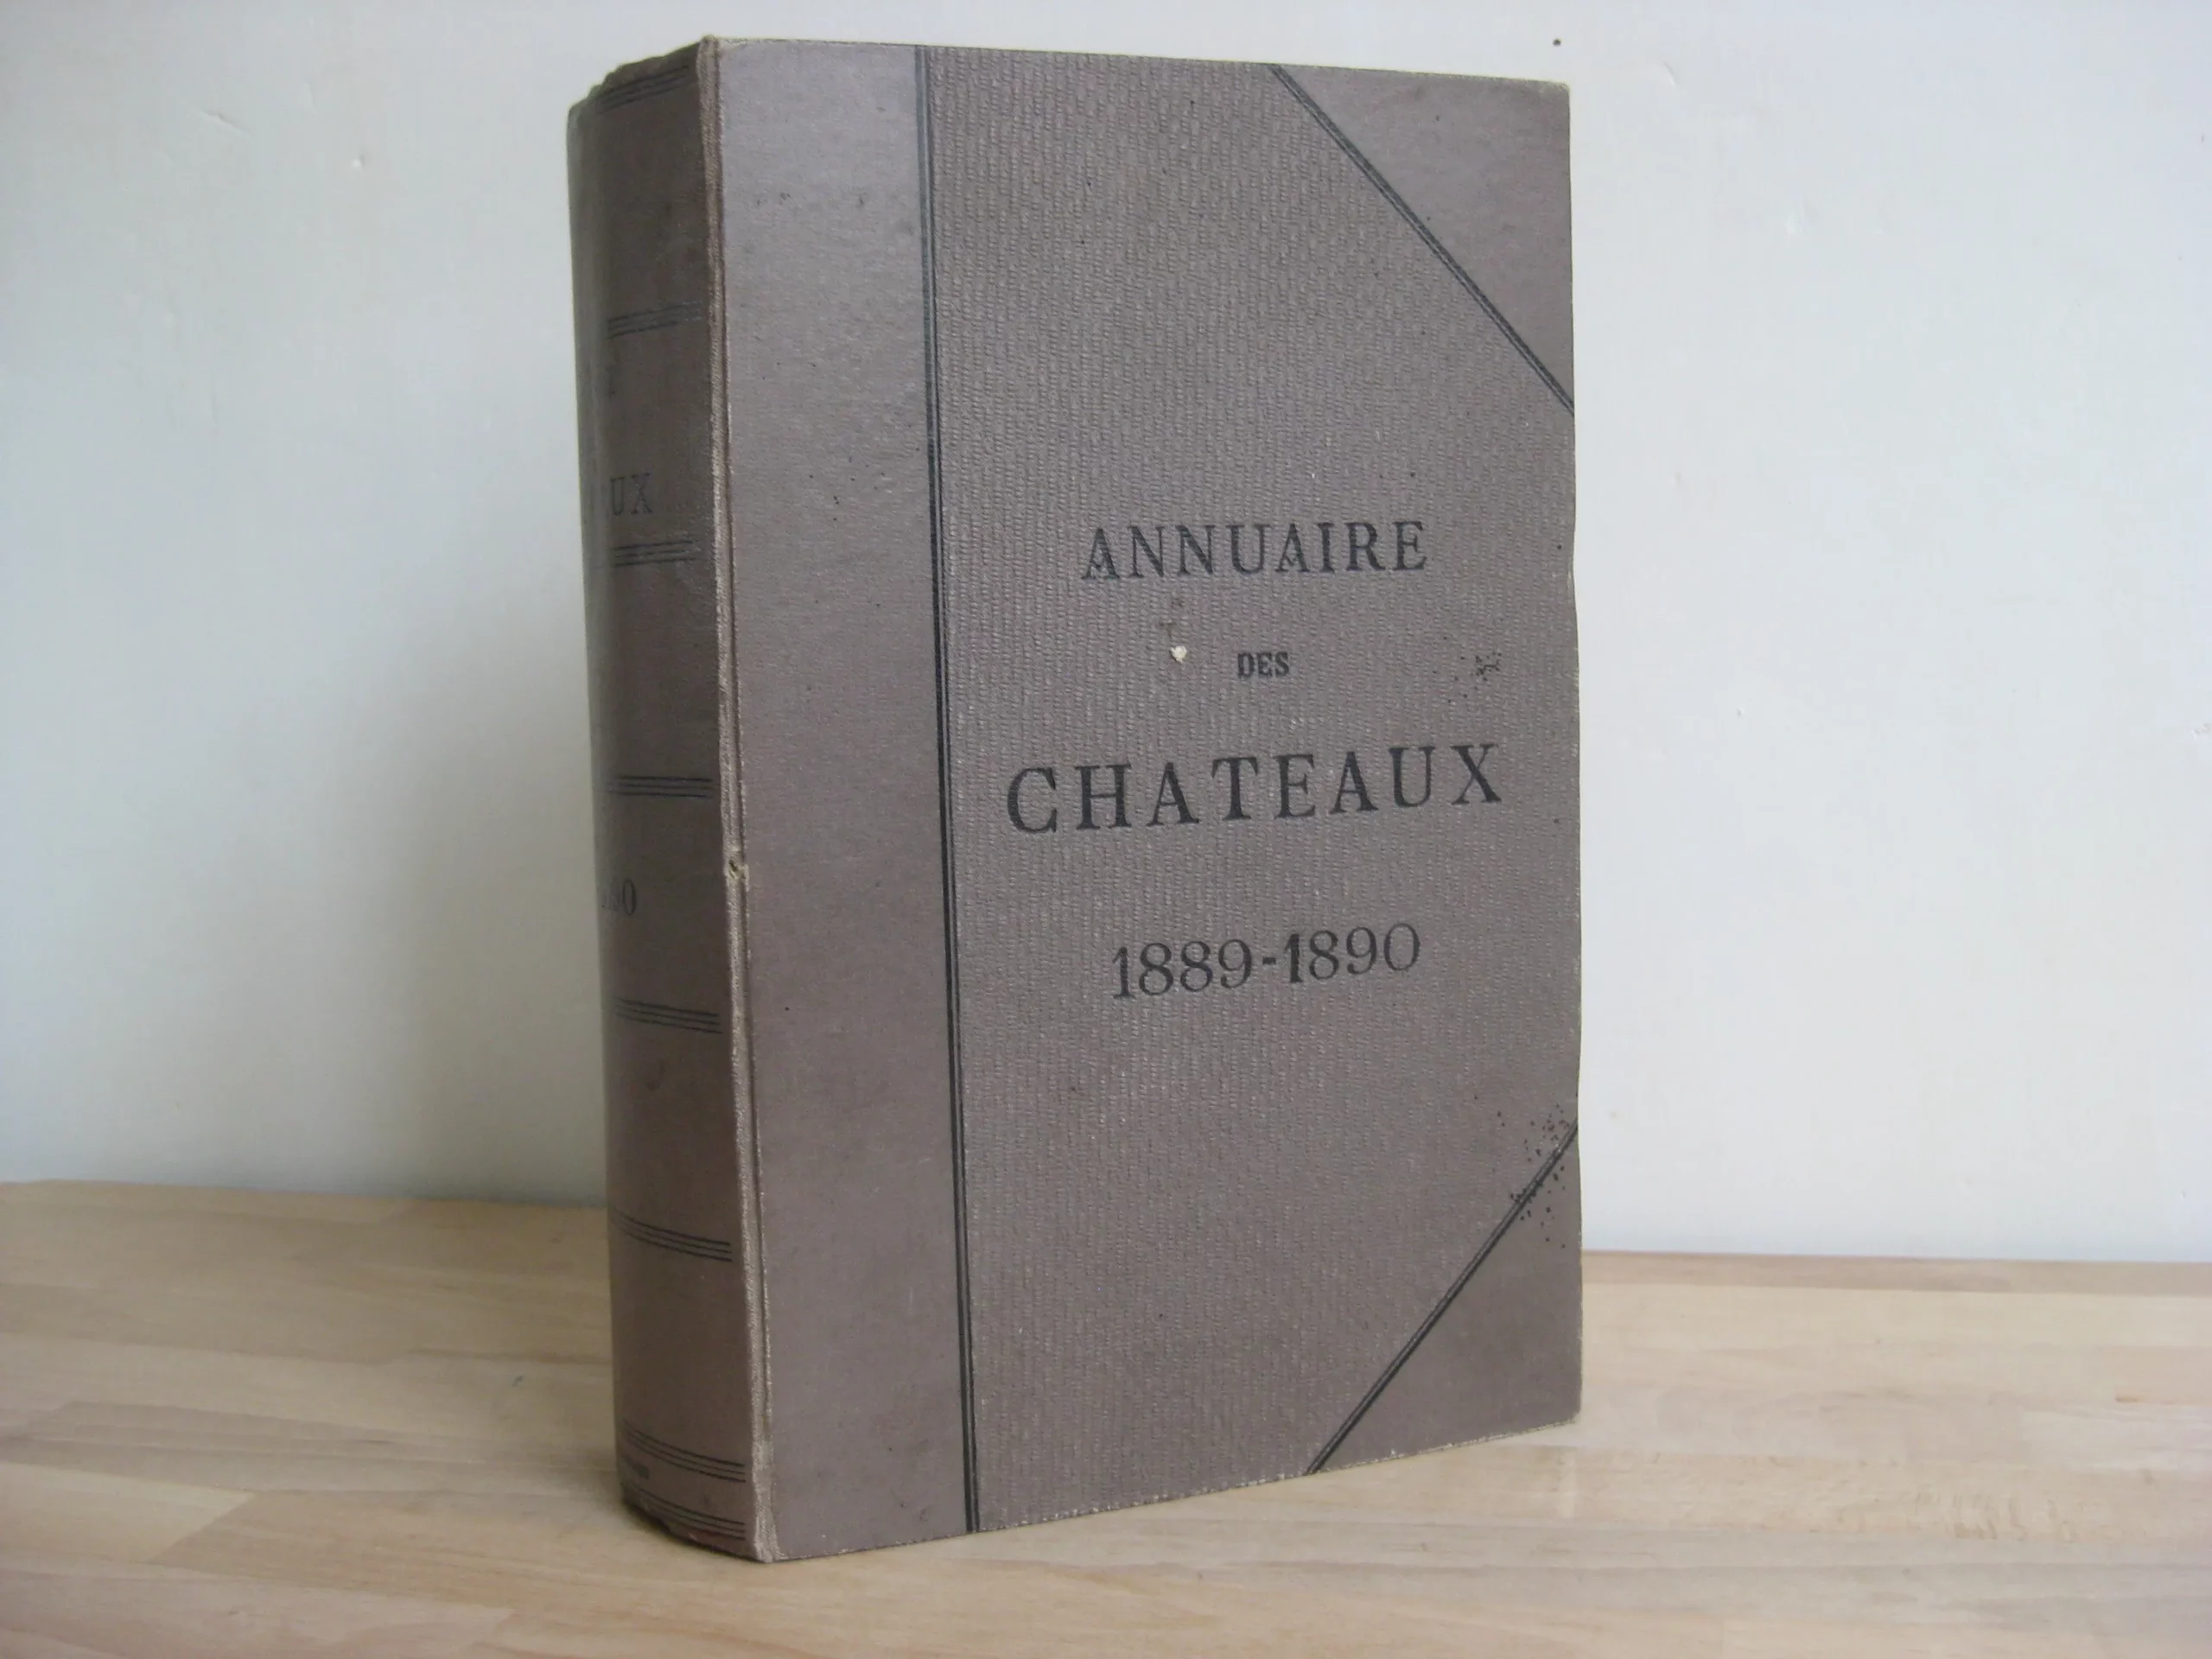 ANNUAIRE
DES
CHATEAUX
1889-1890